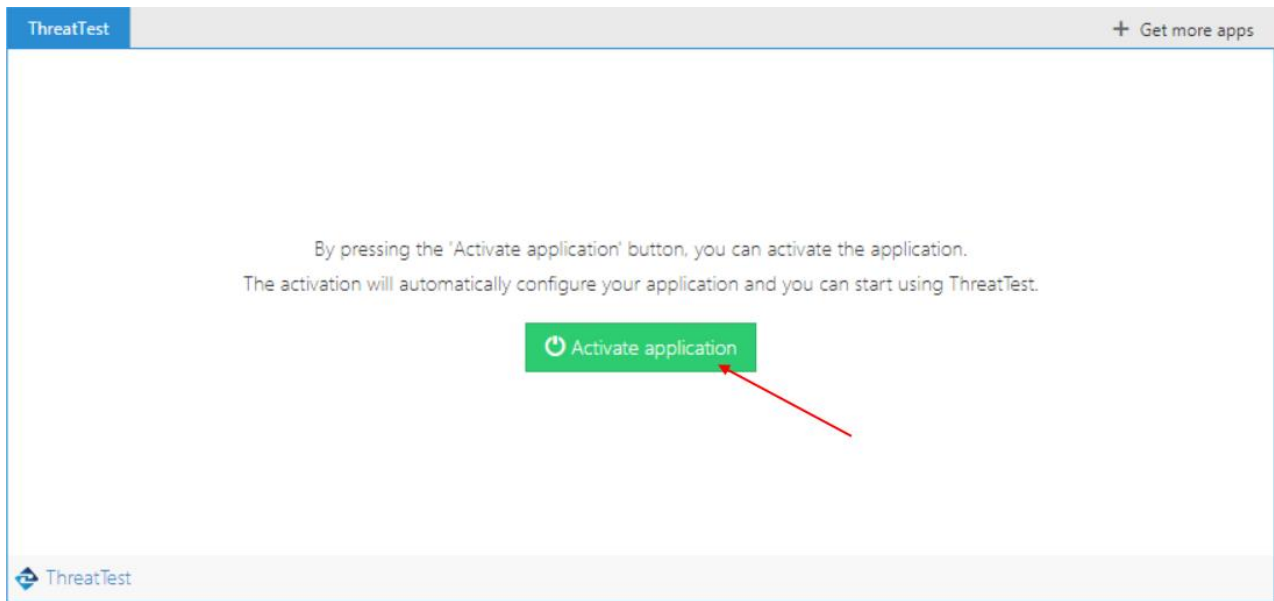 ThreatTest
+ Get more apps
By pressing the 'Activate application' button, you can activate the application.
The activation will automatically configure your application and you can start using ThreatTest.
Activate application
ThreatTest